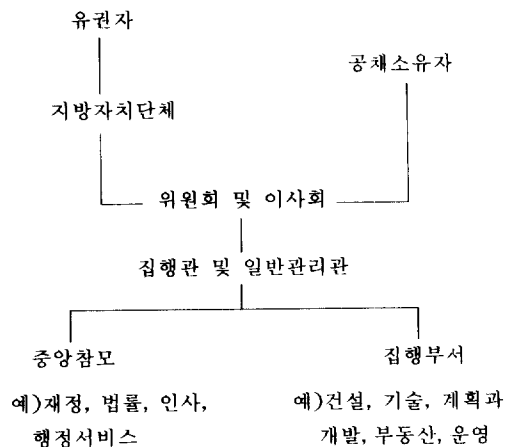 유권자
공채소유자
지방자치단체
위원회 및 이사회
집행관 및 일반관리관
중앙참모
집행부서
예)재정, 법률, 인사,
행정서비스
예)건설, 기술, 계획과
개발, 부동산, 운영